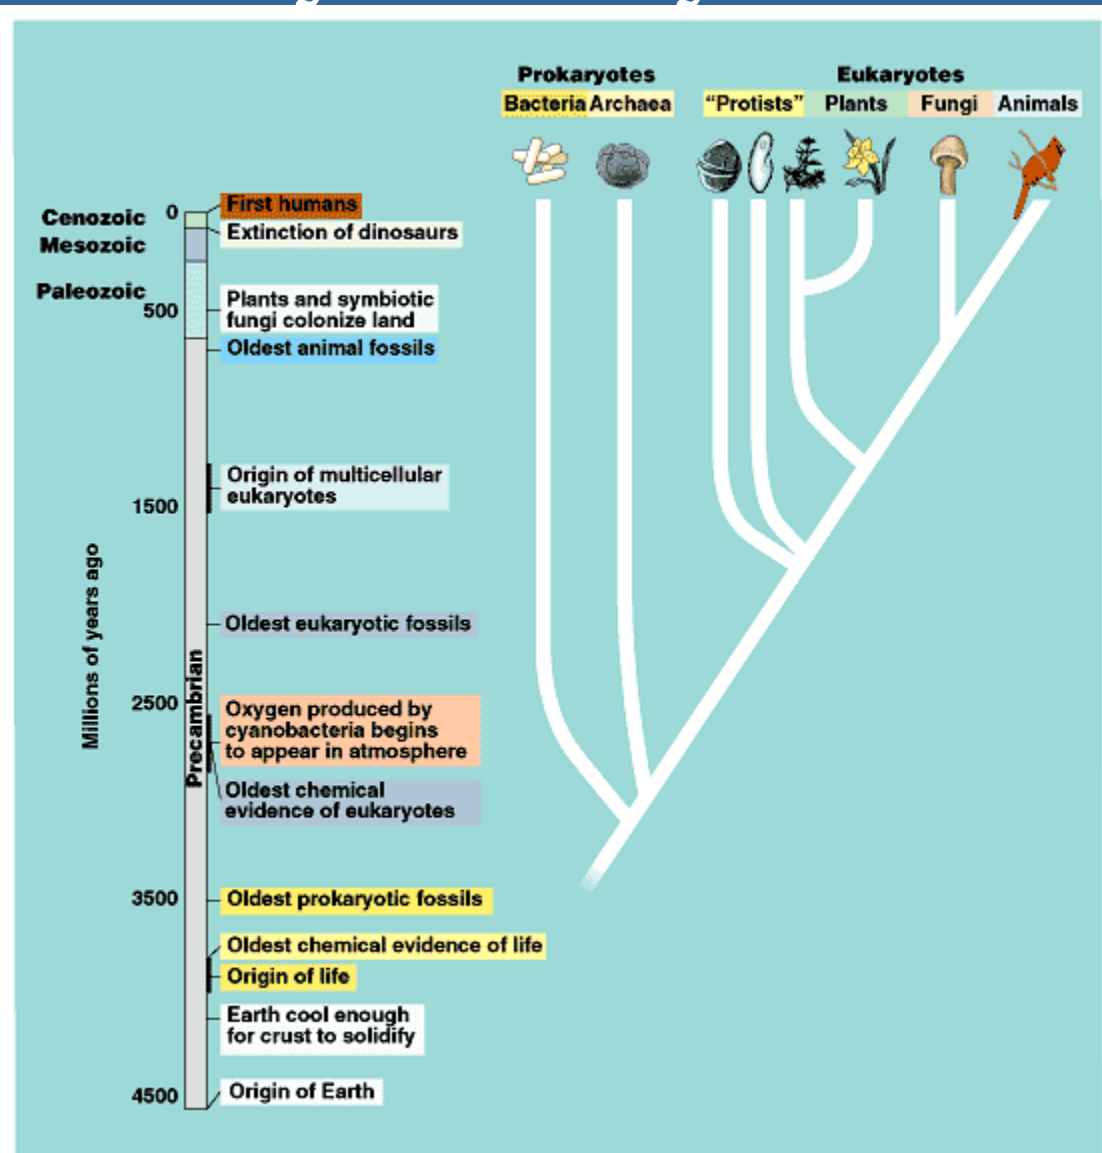 Prokaryotes
Eukaryotes
Bacteria Archaea
“Protists”
Plants
Fungi
Animals
Cenozoic
Mesozoic
Paleozoic
0
500
1500
2500
3500
4500
Millions of years ago
Precambrian
First humans
Extinction of dinosaurs
Plants and symbiotic
fungi colonize land
Oldest animal fossils
Origin of multicellular
eukaryotes
Oldest eukaryotic fossils
Oxygen produced by
cyanobacteria begins
to appear in atmosphere
Oldest chemical
evidence of eukaryotes
Oldest prokaryotic fossils
Oldest chemical evidence of life
Origin of life
Earth cool enough
for crust to solidify
Origin of Earth